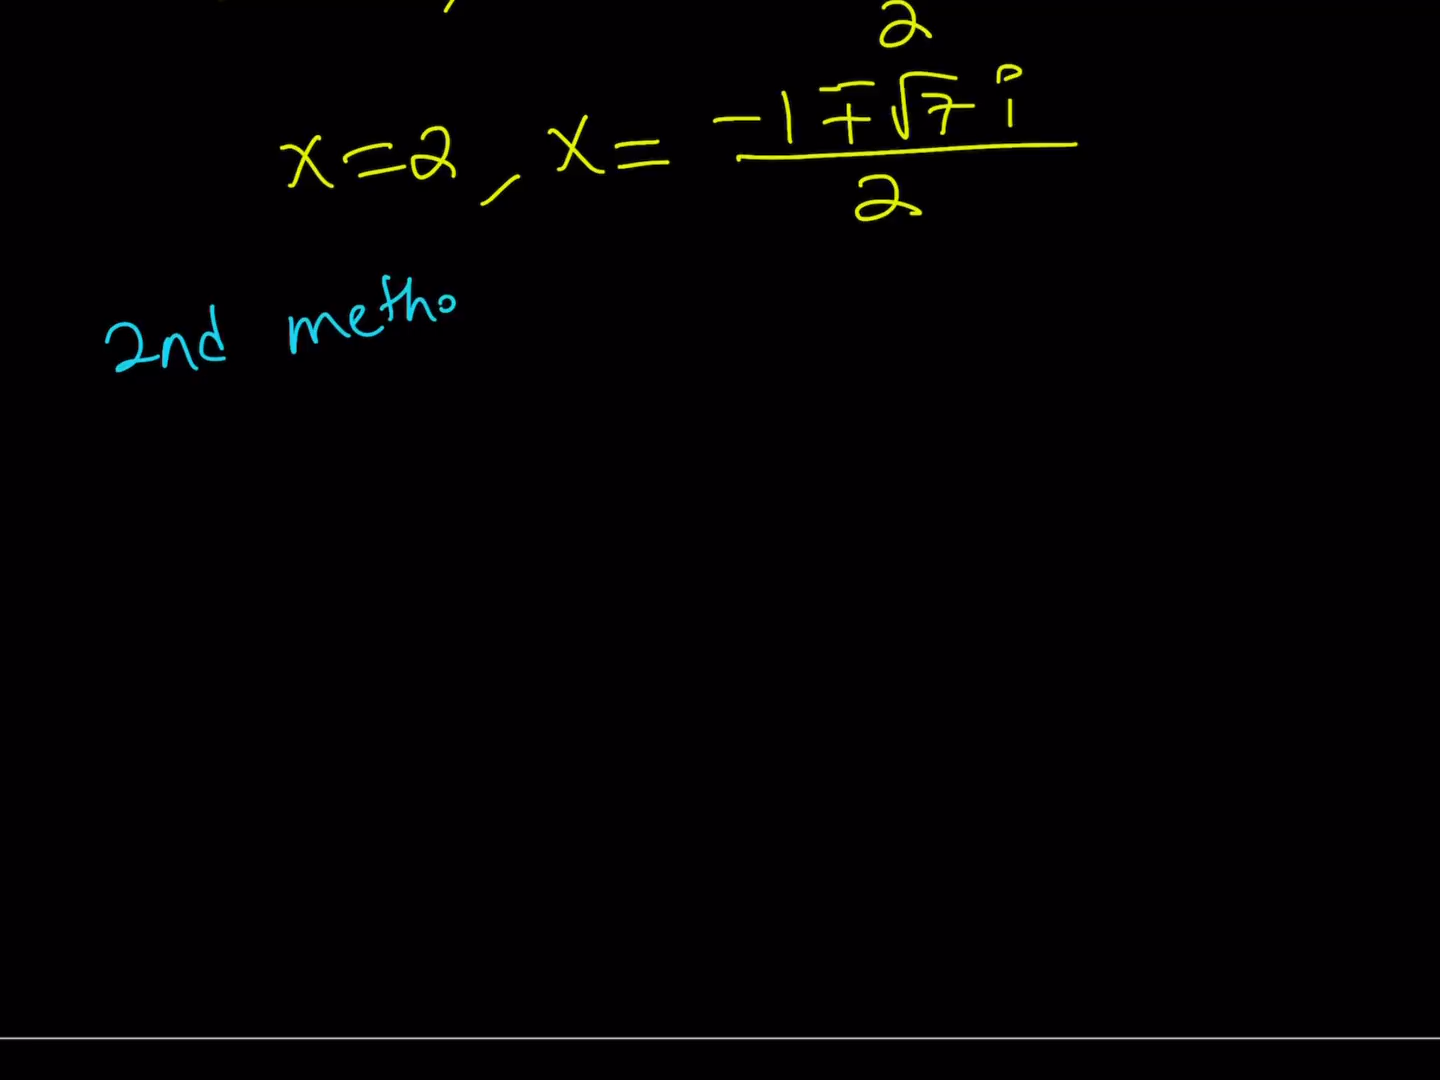 2
x=2, x= (-1∓√7 i)/2
2nd metho